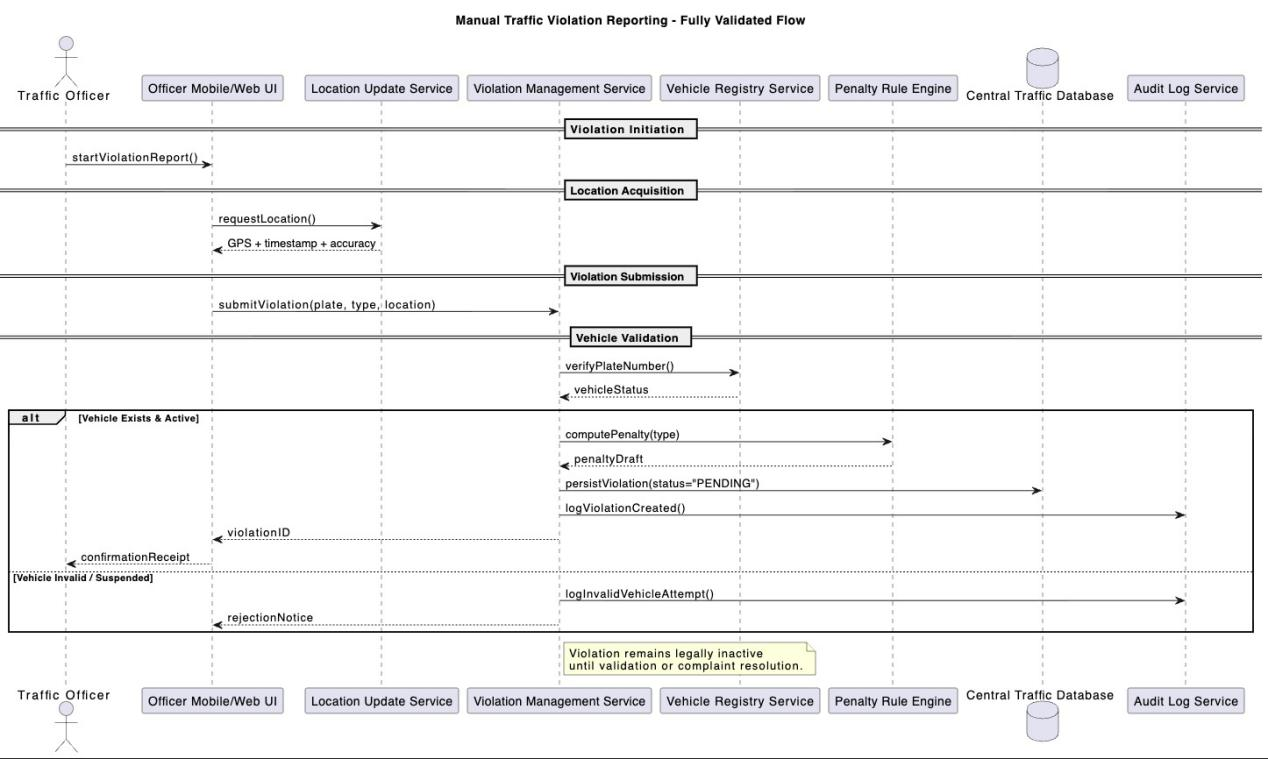 Manual Traffic Violation Reporting - Fully Validated Flow
Traffic Officer
Officer Mobile/Web UI
Location Update Service
Violation Management Service
Vehicle Registry Service
Penalty Rule Engine
Central Traffic Database
Audit Log Service
Violation Initiation
startViolationReport()
Location Acquisition
requestLocation()
GPS + timestamp + accuracy
Violation Submission
submitViolation(plate, type, location)
Vehicle Validation
verifyPlateNumber()
vehicleStatus
alt
[Vehicle Exists & Active]
computePenalty(type)
penaltyDraft
persistViolation(status="PENDING")
logViolationCreated()
violationID
confirmationReceipt
[Vehicle Invalid / Suspended]
logInvalidVehicleAttempt()
rejectionNotice
Violation remains legally inactive
until validation or complaint resolution.
Traffic Officer
Officer Mobile/Web UI
Location Update Service
Violation Management Service
Vehicle Registry Service
Penalty Rule Engine
Central Traffic Database
Audit Log Service